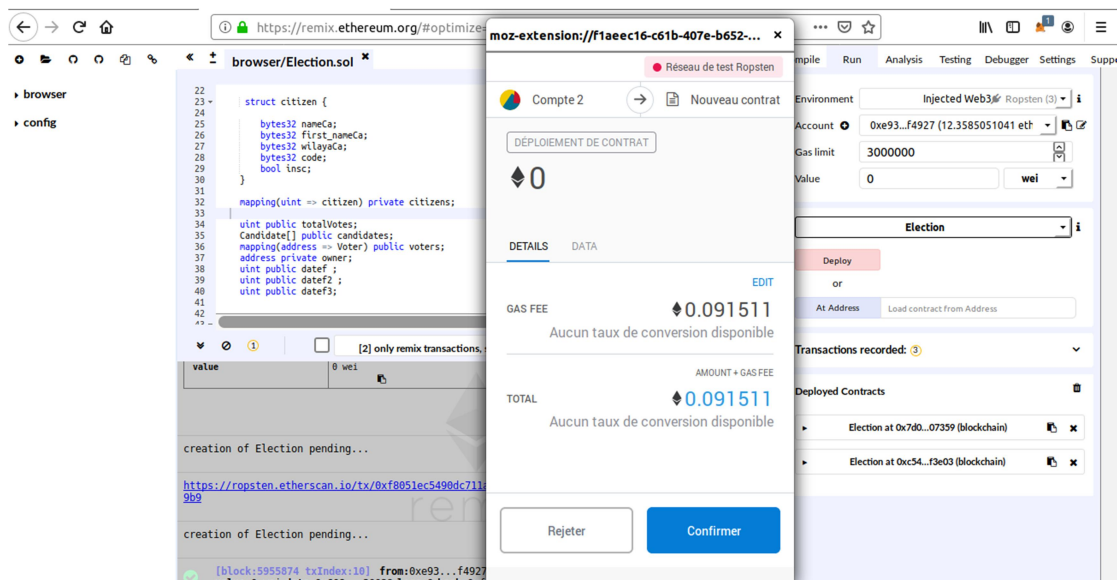 https://remix.ethereum.org/#optimize=
moz-extension://f1aeec16-c61b-407e-b652-... ×
1
browser/Election.sol ×
browser
config
22
23 struct citizen {
24
25 bytes32 nameCa;
26 bytes32 first_nameCa;
27 bytes32 wilayaCa;
28 bytes32 code;
29 bool insc;
30 }
31
32 mapping(uint => citizen) private citizens;
33
34 uint public totalVotes;
35 Candidate[] public candidates;
36 mapping(address => Voter) public voters;
37 address private owner;
38 uint public datef ;
39 uint public datef2 ;
40 uint public datef3;
41
42
1
[2] only remix transactions,
value 0 wei
creation of Election pending...
https://ropsten.etherscan.io/tx/0xf8051ec5490dc711
9b9
rem
creation of Election pending...
[block:5955874 txIndex:10] from:0xe93...f4927
Réseau de test Ropsten
Compte 2
Nouveau contrat
DÉPLOIEMENT DE CONTRAT
0
DETAILS DATA
EDIT
GAS FEE 0.091511
Aucun taux de conversion disponible
AMOUNT + GAS FEE
TOTAL 0.091511
Aucun taux de conversion disponible
Rejeter Confirmer
mpile Run Analysis Testing Debugger Settings Suppo
Environment Injected Web3 Ropsten (3) i
Account 0xe93...f4927 (12.3585051041 eth
Gas limit 3000000
Value 0 wei
Election i
Deploy
or
At Address Load contract from Address
Transactions recorded: 3
Deployed Contracts
Election at 0x7d0...07359 (blockchain)
Election at 0xc54...f3e03 (blockchain)